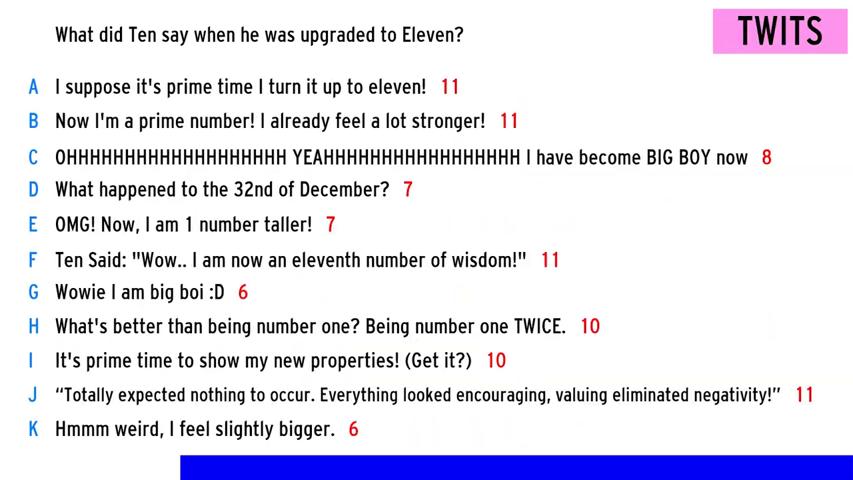 What did Ten say when he was upgraded to Eleven?
TWITS
A I suppose it's prime time I turn it up to eleven! 11
B Now I'm a prime number! I already feel a lot stronger! 11
C OHHHHHHHHHHHHHHHHHHH YEAHHHHHHHHHHHHHHHHH I have become BIG BOY now 8
D What happened to the 32nd of December? 7
E OMG! Now, I am 1 number taller! 7
F Ten Said: "Wow.. I am now an eleventh number of wisdom!" 11
G Wowie I am big boi :D 6
H What's better than being number one? Being number one TWICE. 10
I It's prime time to show my new properties! (Get it?) 10
J “Totally expected nothing to occur. Everything looked encouraging, valuing eliminated negativity!” 11
K Hmmm weird, I feel slightly bigger. 6